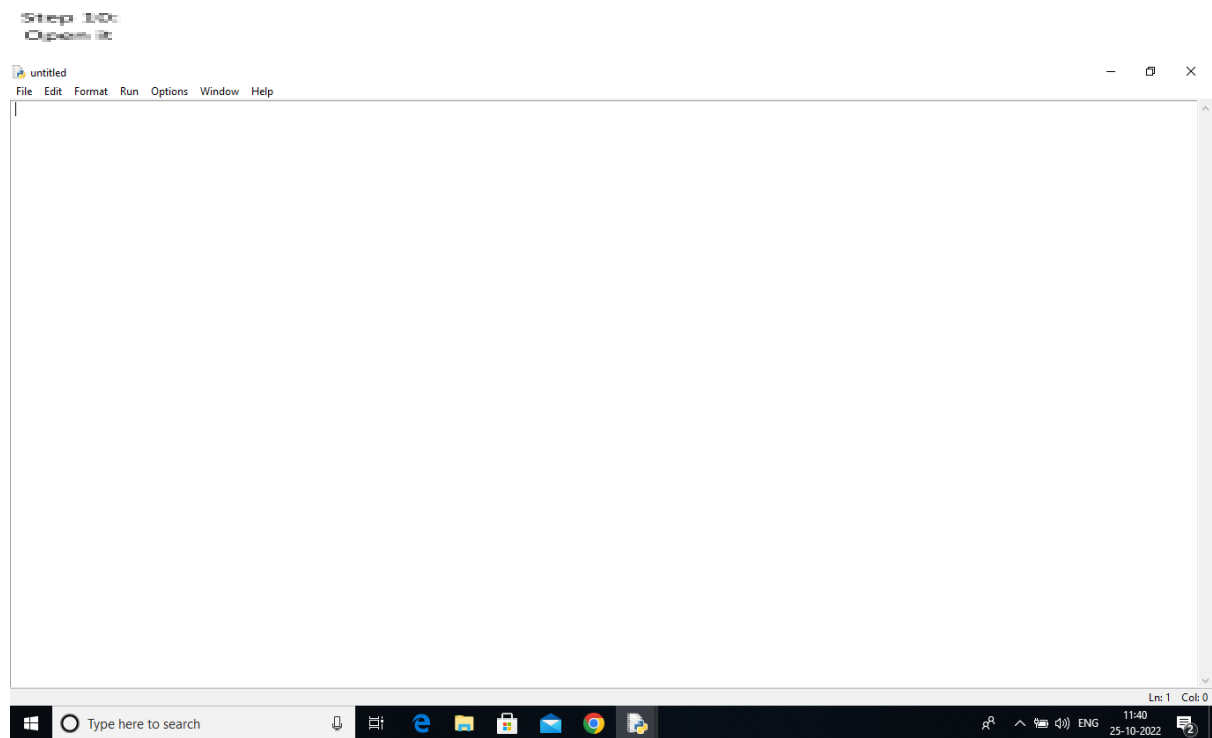 Step 10:
Open it
untitled
File Edit Format Run Options Window Help
Ln: 1 Col: 0
Type here to search
ENG
11:40
25-10-2022
2